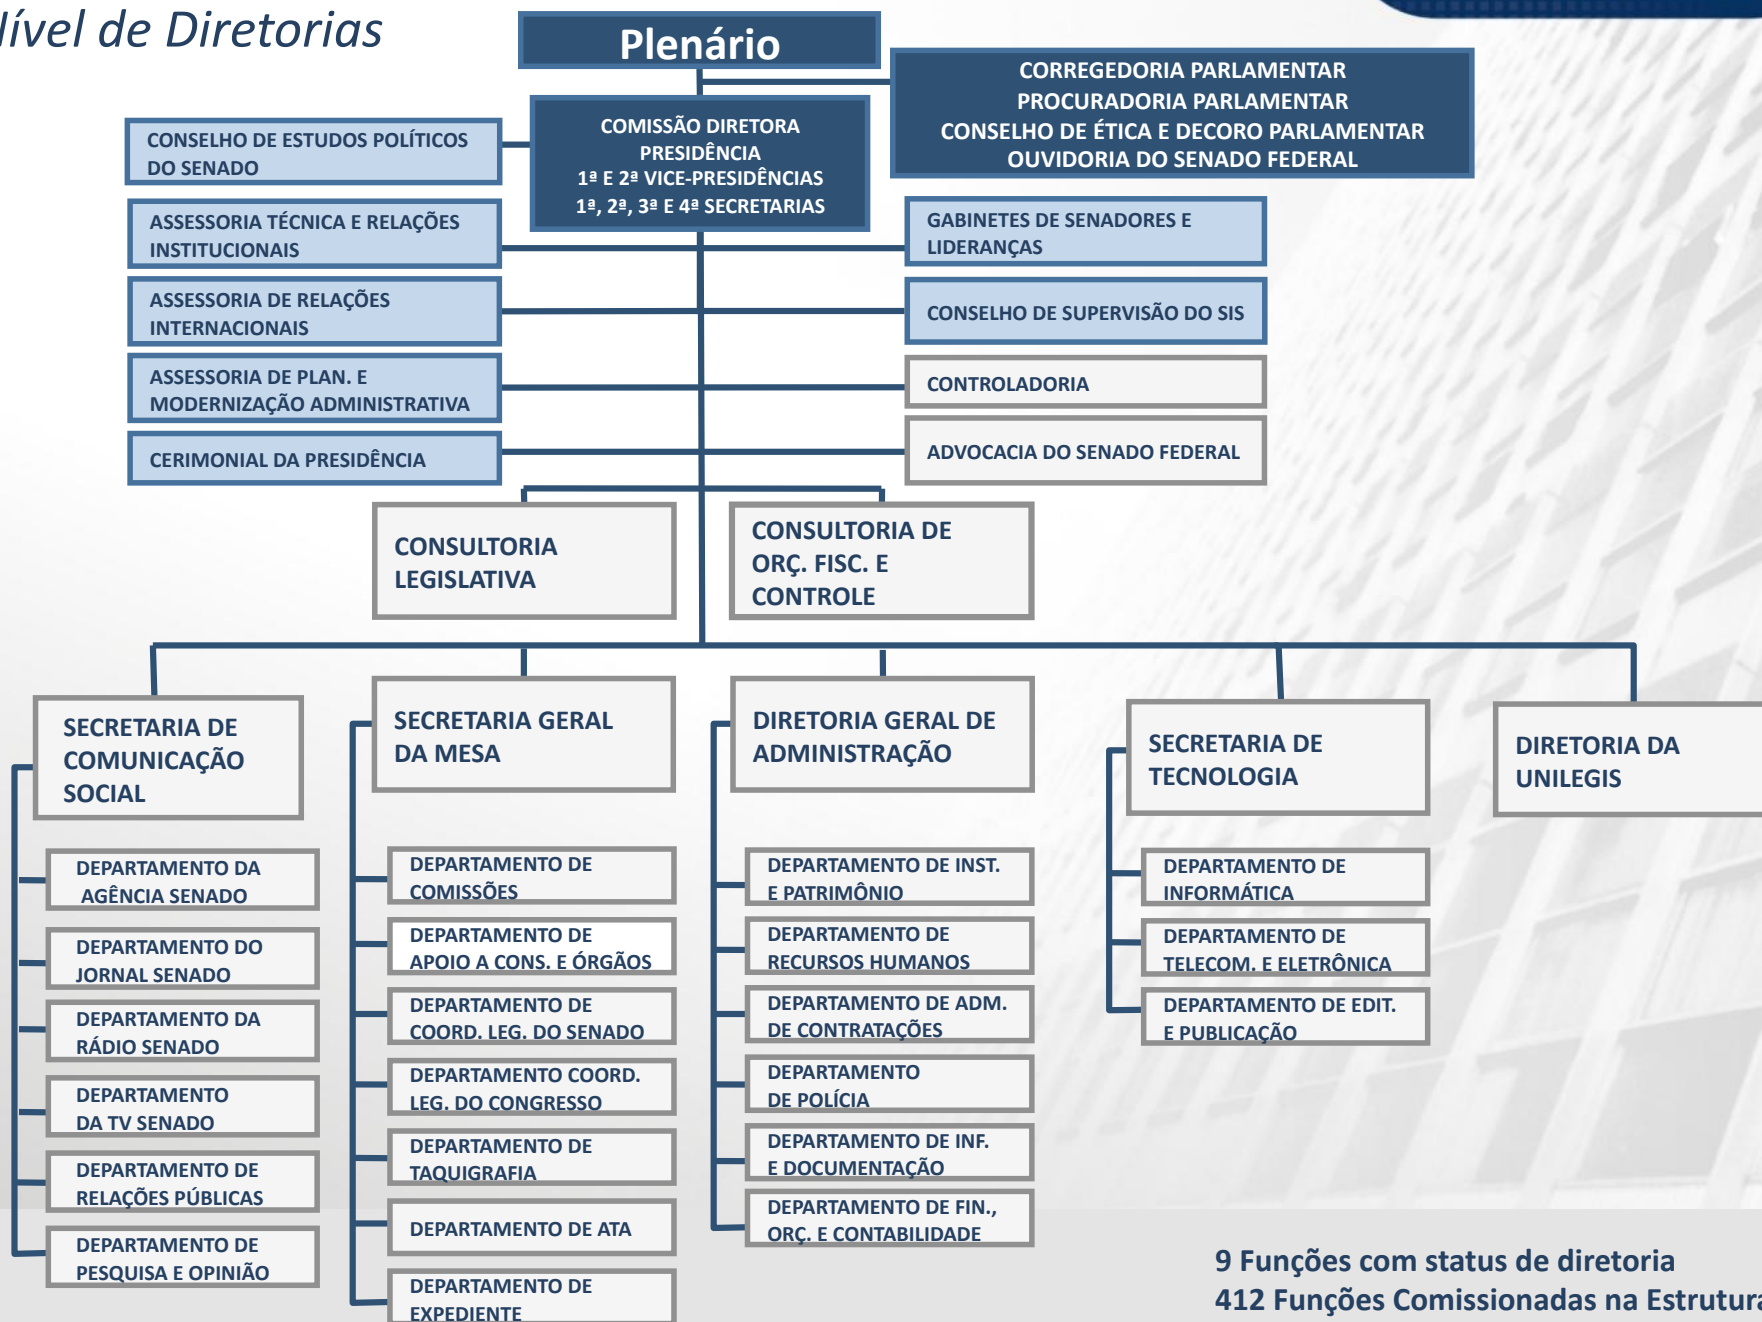 Nível de Diretorias
Plenário
CORREGEDORIA PARLAMENTAR
PROCURADORIA PARLAMENTAR
CONSELHO DE ÉTICA E DECORO PARLAMENTAR
OUVIDORIA DO SENADO FEDERAL
COMISSÃO DIRETORA
PRESIDÊNCIA
1ª E 2ª VICE-PRESIDÊNCIAS
1ª, 2ª, 3ª E 4ª SECRETARIAS
CONSELHO DE ESTUDOS POLÍTICOS
DO SENADO
ASSESSORIA TÉCNICA E RELAÇÕES
INSTITUCIONAIS
GABINETES DE SENADORES E
LIDERANÇAS
ASSESSORIA DE RELAÇÕES
INTERNACIONAIS
CONSELHO DE SUPERVISÃO DO SIS
ASSESSORIA DE PLAN. E
MODERNIZAÇÃO ADMINISTRATIVA
CONTROLADORIA
CERIMONIAL DA PRESIDÊNCIA
ADVOCACIA DO SENADO FEDERAL
CONSULTORIA
LEGISLATIVA
CONSULTORIA DE
ORÇ. FISC. E
CONTROLE
SECRETARIA DE
COMUNICAÇÃO
SOCIAL
DEPARTAMENTO DA
AGÊNCIA SENADO
DEPARTAMENTO DO
JORNAL SENADO
DEPARTAMENTO DA
RÁDIO SENADO
DEPARTAMENTO
DA TV SENADO
DEPARTAMENTO DE
RELAÇÕES PÚBLICAS
DEPARTAMENTO DE
PESQUISA E OPINIÃO
SECRETARIA GERAL
DA MESA
DEPARTAMENTO DE
COMISSÕES
DEPARTAMENTO DE
APOIO A CONS. E ÓRGÃOS
DEPARTAMENTO DE
COORD. LEG. DO SENADO
DEPARTAMENTO COORD.
LEG. DO CONGRESSO
DEPARTAMENTO DE
TAQUIGRAFIA
DEPARTAMENTO DE ATA
DEPARTAMENTO DE
EXPEDIENTE
DIRETORIA GERAL DE
ADMINISTRAÇÃO
DEPARTAMENTO DE INST.
E PATRIMÔNIO
DEPARTAMENTO DE
RECURSOS HUMANOS
DEPARTAMENTO DE ADM.
DE CONTRATAÇÕES
DEPARTAMENTO
DE POLÍCIA
DEPARTAMENTO DE INF.
E DOCUMENTAÇÃO
DEPARTAMENTO DE FIN.,
ORÇ. E CONTABILIDADE
SECRETARIA DE
TECNOLOGIA
DEPARTAMENTO DE
INFORMÁTICA
DEPARTAMENTO DE
TELECOM. E ELETRÔNICA
DEPARTAMENTO DE EDIT.
E PUBLICAÇÃO
DIRETORIA DA
UNILEGIS
9 Funções com status de diretoria
412 Funções Comissionadas na Estrutura